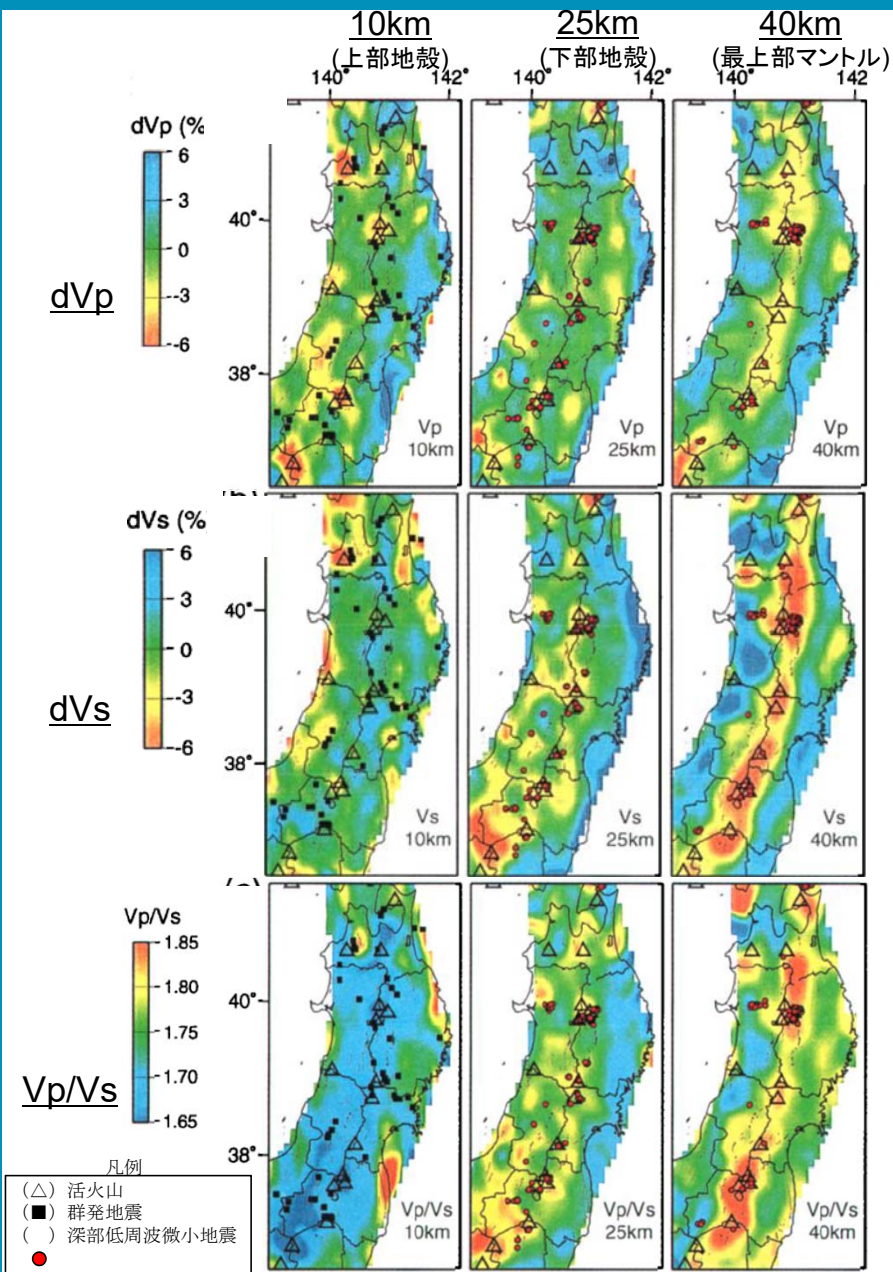 10km 25km 40km
(上部地殻) (下部地殻) (最上部マントル)
140° 142° 140° 142° 140° 142°
dVp (%
6
3
0
-3
-6
dVp
40°
38°
Vp
10km
Vp
25km
Vp
40km
dVs (%
6
3
0
-3
-6
dVs
40°
38°
Vs
10km
Vs
25km
Vs
40km
Vp/Vs
1.85
1.80
1.75
1.70
1.65
Vp/Vs
40°
38°
Vp/Vs
10km
Vp/Vs
25km
Vp/Vs
40km
凡例
(△) 活火山
(■) 群発地震
( ) 深部低周波微小地震